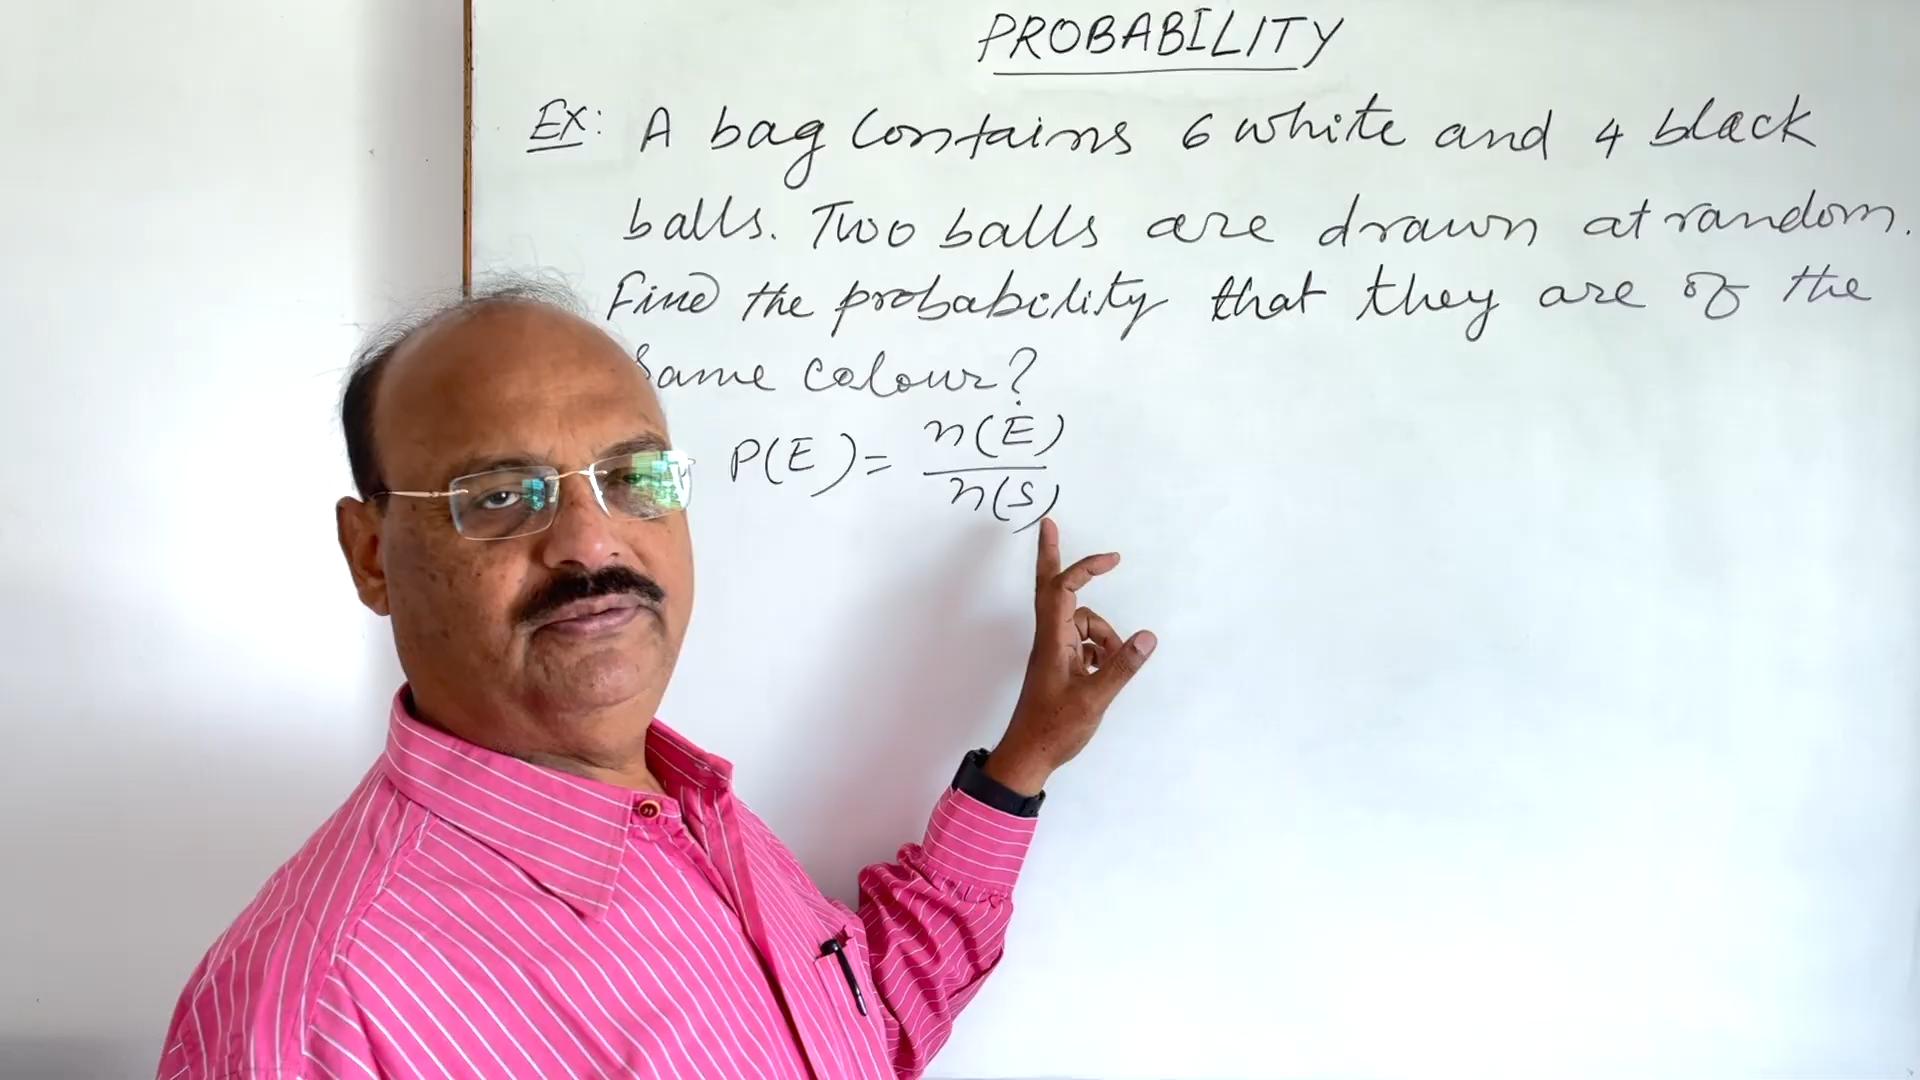 PROBABILITY
Ex: A bag contains 6 white and 4 black
balls. Two balls are drawn at random.
Find the probability that they are of the
same colour?
P(E) = n(E) / n(S)